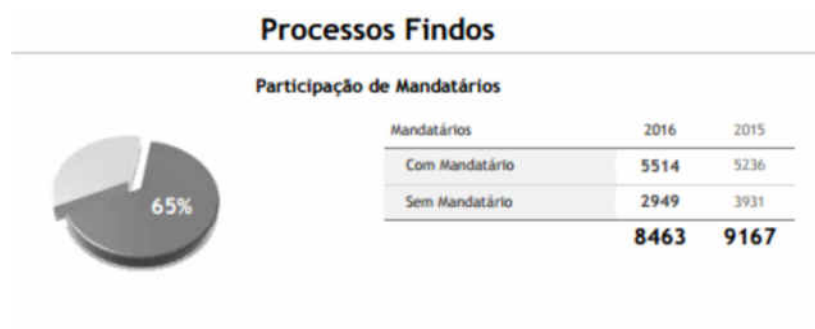 Processos Findos
Participação de Mandatários
Mandatários 2016 2015
Com Mandatário 5514 5236
65% Sem Mandatário 2949 3931
8463 9167